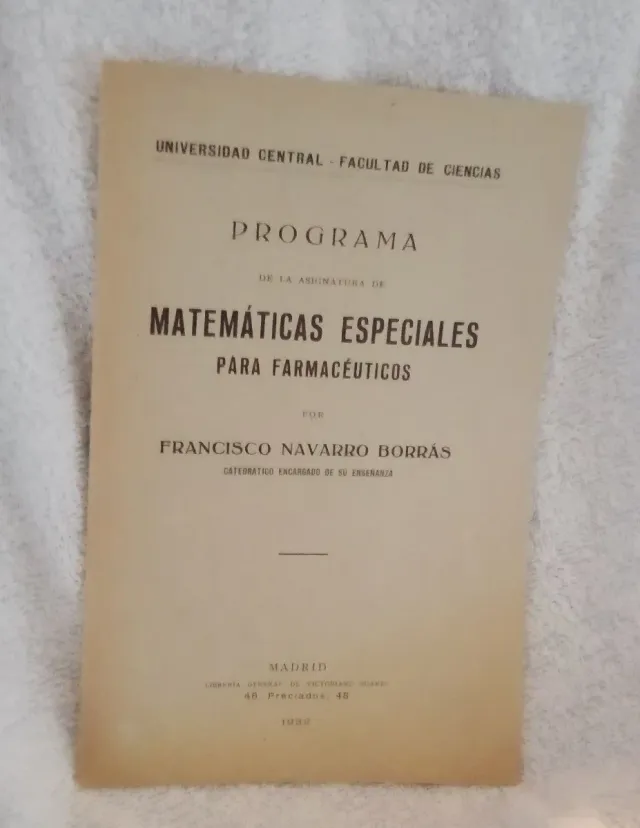 UNIVERSIDAD CENTRAL - FACULTAD DE CIENCIAS
PROGRAMA
DE LA ASIGNATURA DE
MATEMÁTICAS ESPECIALES
PARA FARMACÉUTICOS
POR
FRANCISCO NAVARRO BORRÁS
CATEDRÁTICO ENCARGADO DE SU ENSEÑANZA
MADRID
LIBRERÍA GENERAL DE VICTORIANO SUÁREZ
48, Preciados, 48